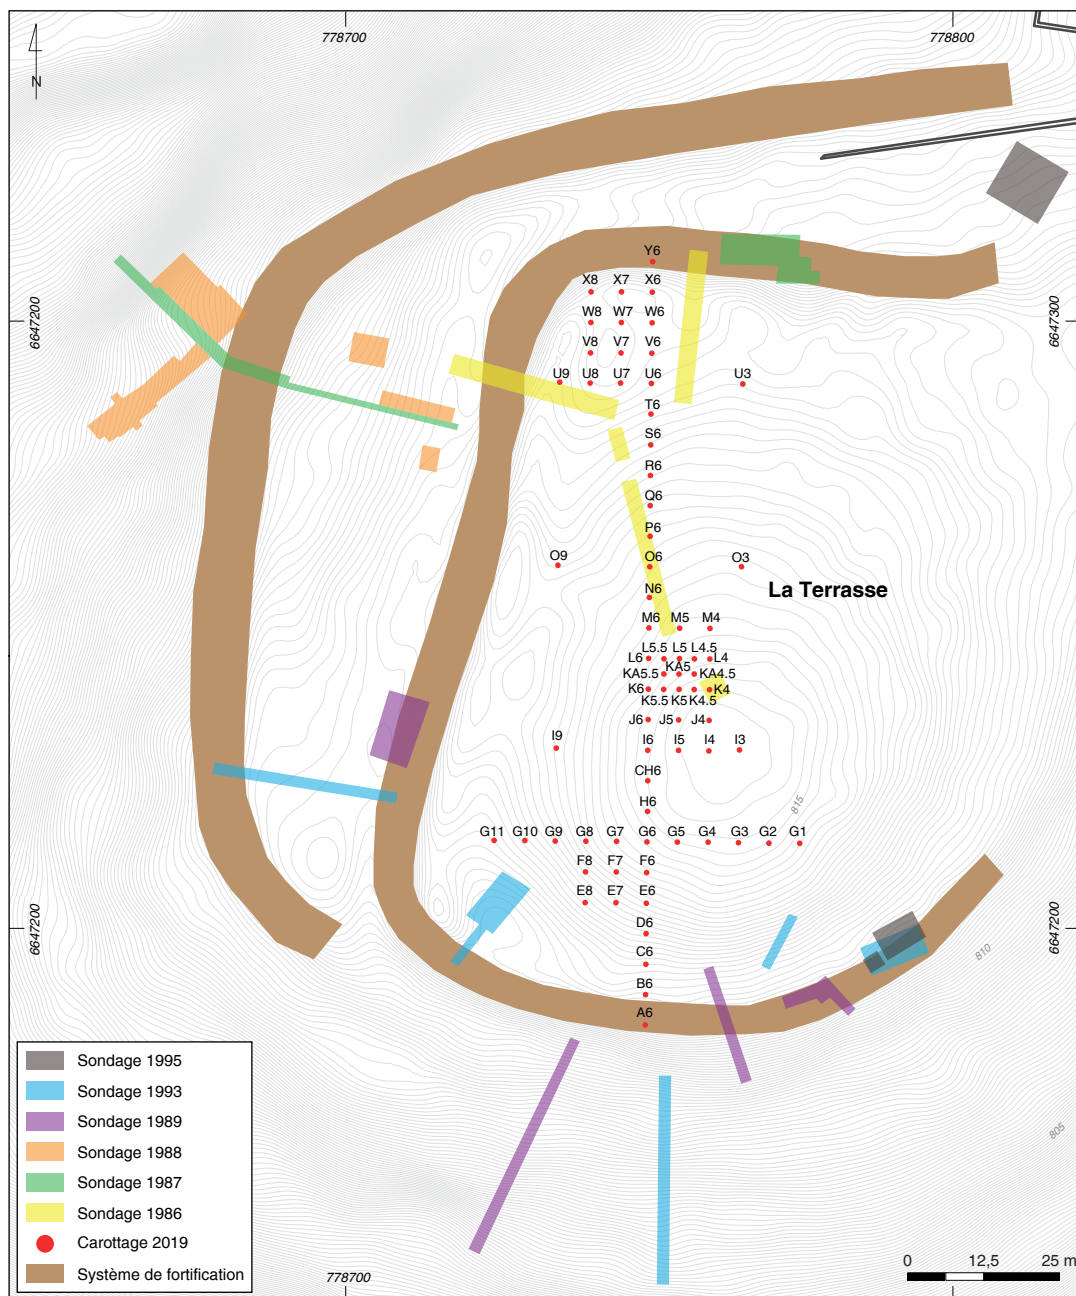 778700 778800
N
Y6
X8 X7 X6
6647200 6647300
W8 W7 W6
V8 V7 V6
U9 U8 U7 U6 U3
T6
S6
R6
Q6
P6
O9 O6 O3
La Terrasse
N6
M6 M5 M4
L5.5 L5 L4.5
L6 L4
KA5.5 KA5 KA4.5
K6 K4
K5.5 K5 K4.5
J6 J5 J4
I9 I6 I5 I4 I3
CH6
H6
815
G11 G10 G9 G8 G7 G6 G5 G4 G3 G2 G1
F8 F7 F6
E8 E7 E6
6647200 6647200
D6
C6
810
B6
A6
805
Sondage 1995
Sondage 1993
Sondage 1989
Sondage 1988
Sondage 1987
Sondage 1986
Carottage 2019
Système de fortification
0 12,5 25 m
778700